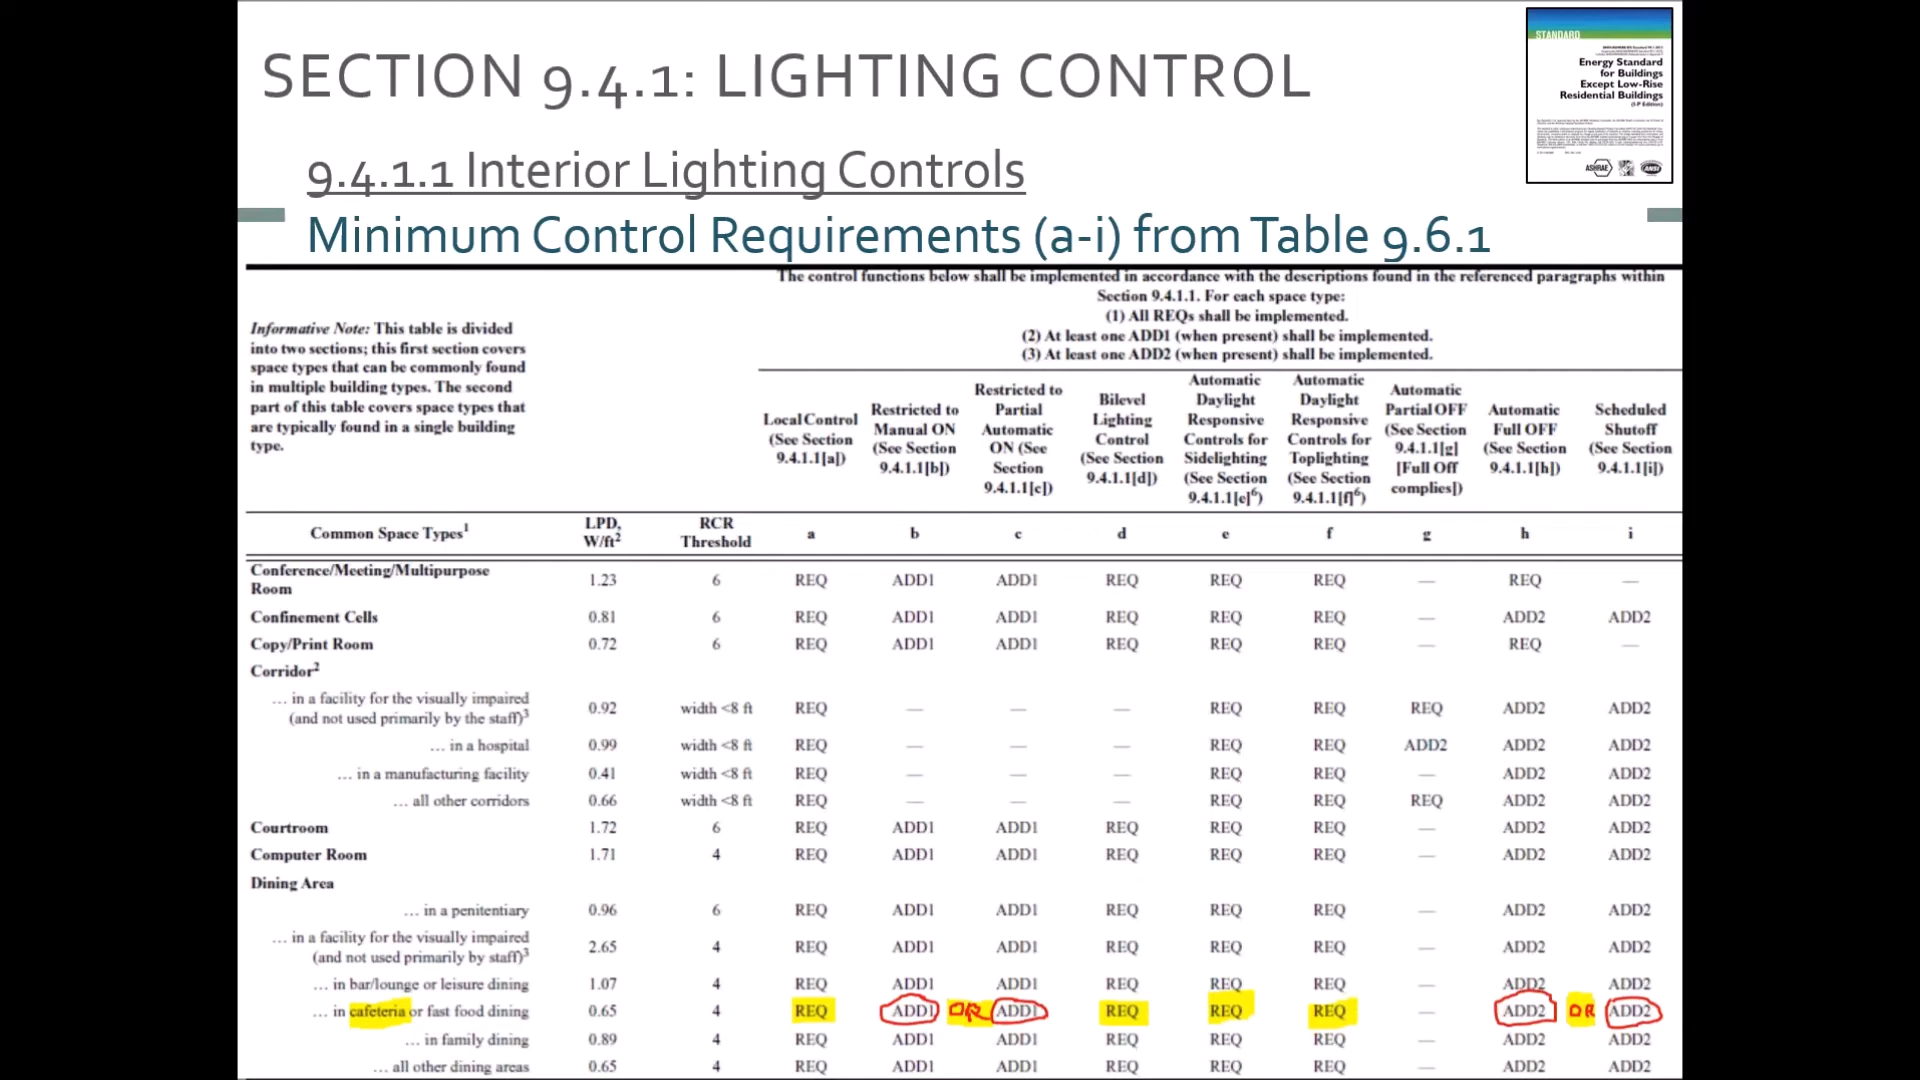 SECTION 9.4.1: LIGHTING CONTROL
STANDARD
Energy Standard
for Buildings
Except Low-Rise
Residential Buildings
(I-P Edition)
ASHRAE
ANSI
9.4.1.1 Interior Lighting Controls
Minimum Control Requirements (a-i) from Table 9.6.1
The control functions below shall be implemented in accordance with the descriptions found in the referenced paragraphs within
Section 9.4.1.1. For each space type:
(1) All REQs shall be implemented.
(2) At least one ADD1 (when present) shall be implemented.
(3) At least one ADD2 (when present) shall be implemented.
Informative Note: This table is divided
into two sections; this first section covers
space types that can be commonly found
in multiple building types. The second
part of this table covers space types that
are typically found in a single building
type.
Local Control
(See Section
9.4.1.1[a])
Restricted to
Manual ON
(See Section
9.4.1.1[b])
Restricted to
Partial
Automatic
ON (See
Section
9.4.1.1[c])
Bilevel
Lighting
Control
(See Section
9.4.1.1[d])
Automatic
Daylight
Responsive
Controls for
Sidelighting
(See Section
9.4.1.1[e]6)
Automatic
Daylight
Responsive
Controls for
Toplighting
(See Section
9.4.1.1[f]6)
Automatic
Partial OFF
(See Section
9.4.1.1[g]
[Full Off
complies])
Automatic
Full OFF
(See Section
9.4.1.1[h])
Scheduled
Shutoff
(See Section
9.4.1.1[i])
Common Space Types1 LPD, W/ft2 RCR Threshold a b c d e f g h i
Conference/Meeting/Multipurpose
Room 1.23 6 REQ ADD1 ADD1 REQ REQ REQ — REQ —
Confinement Cells 0.81 6 REQ ADD1 ADD1 REQ REQ REQ — ADD2 ADD2
Copy/Print Room 0.72 6 REQ ADD1 ADD1 REQ REQ REQ — REQ —
Corridor2
... in a facility for the visually impaired
(and not used primarily by the staff)3 0.92 width <8 ft REQ — — — REQ REQ REQ ADD2 ADD2
... in a hospital 0.99 width <8 ft REQ — — — REQ REQ ADD2 ADD2 ADD2
... in a manufacturing facility 0.41 width <8 ft REQ — — — REQ REQ — ADD2 ADD2
... all other corridors 0.66 width <8 ft REQ — — — REQ REQ REQ ADD2 ADD2
Courtroom 1.72 6 REQ ADD1 ADD1 REQ REQ REQ — ADD2 ADD2
Computer Room 1.71 4 REQ ADD1 ADD1 REQ REQ REQ — ADD2 ADD2
Dining Area
... in a penitentiary 0.96 6 REQ ADD1 ADD1 REQ REQ REQ — ADD2 ADD2
... in a facility for the visually impaired
(and not used primarily by staff)3 2.65 4 REQ ADD1 ADD1 REQ REQ REQ — ADD2 ADD2
... in bar/lounge or leisure dining 1.07 4 REQ ADD1 ADD1 REQ REQ REQ — ADD2 ADD2
... in cafeteria or fast food dining 0.65 4 REQ ADD1 OR ADD1 REQ REQ REQ — ADD2 OR ADD2
... in family dining 0.89 4 REQ ADD1 ADD1 REQ REQ REQ — ADD2 ADD2
... all other dining areas 0.65 4 REQ ADD1 ADD1 REQ REQ REQ — ADD2 ADD2